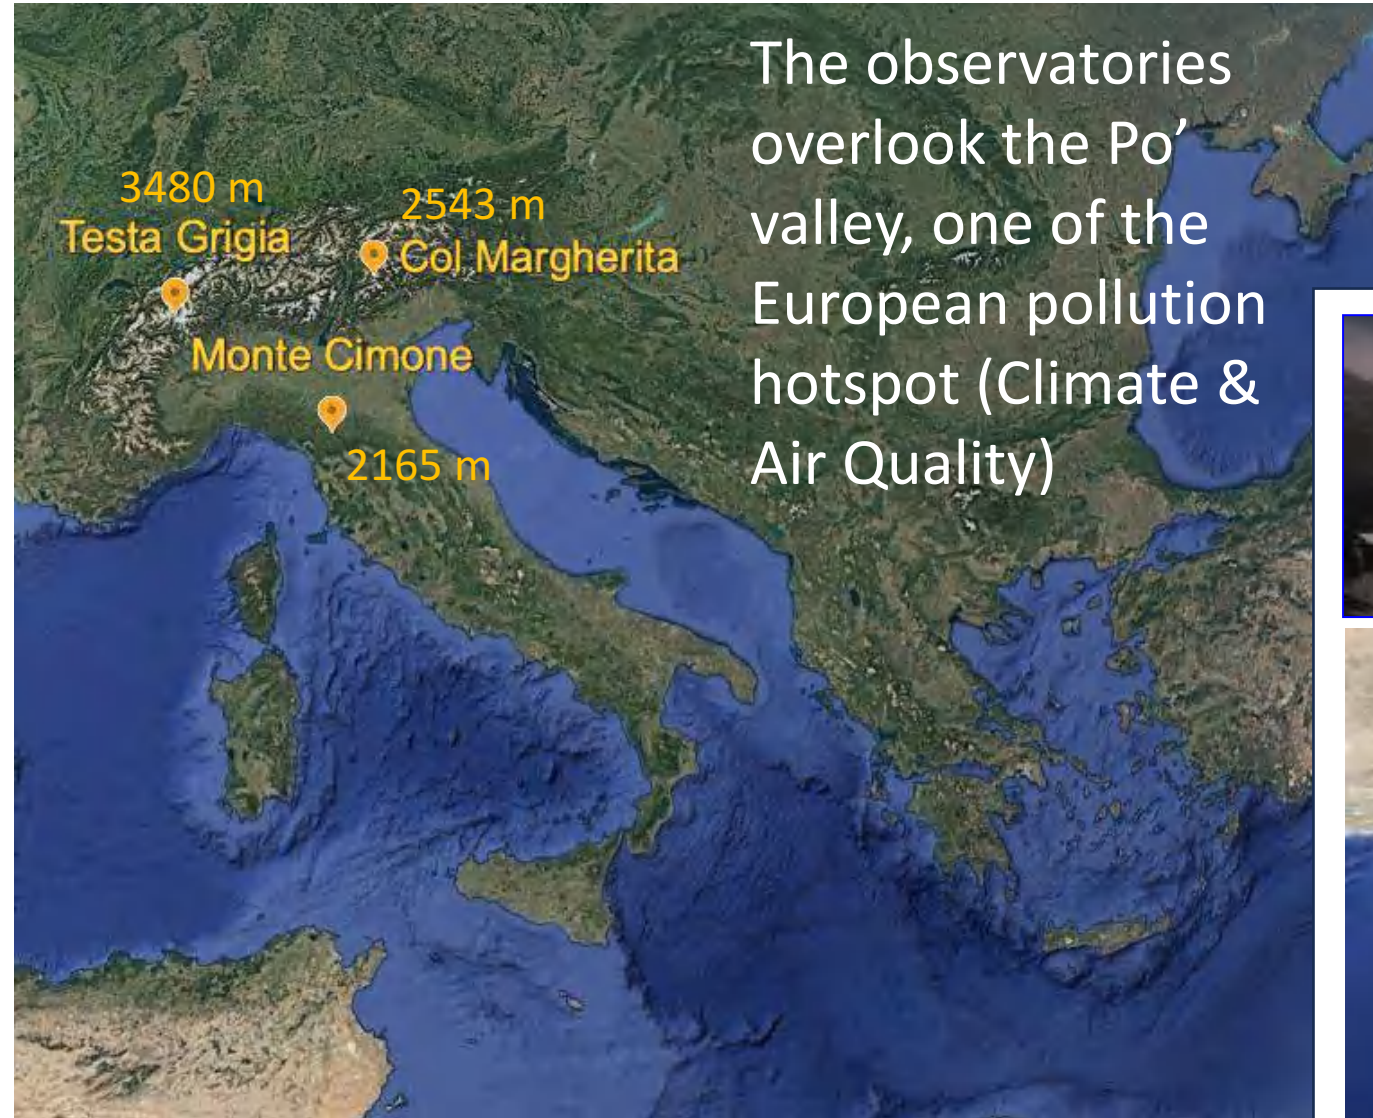 The observatories
overlook the Po’
valley, one of the
European pollution
hotspot (Climate &
Air Quality)
3480 m
Testa Grigia
2543 m
Col Margherita
Monte Cimone
2165 m